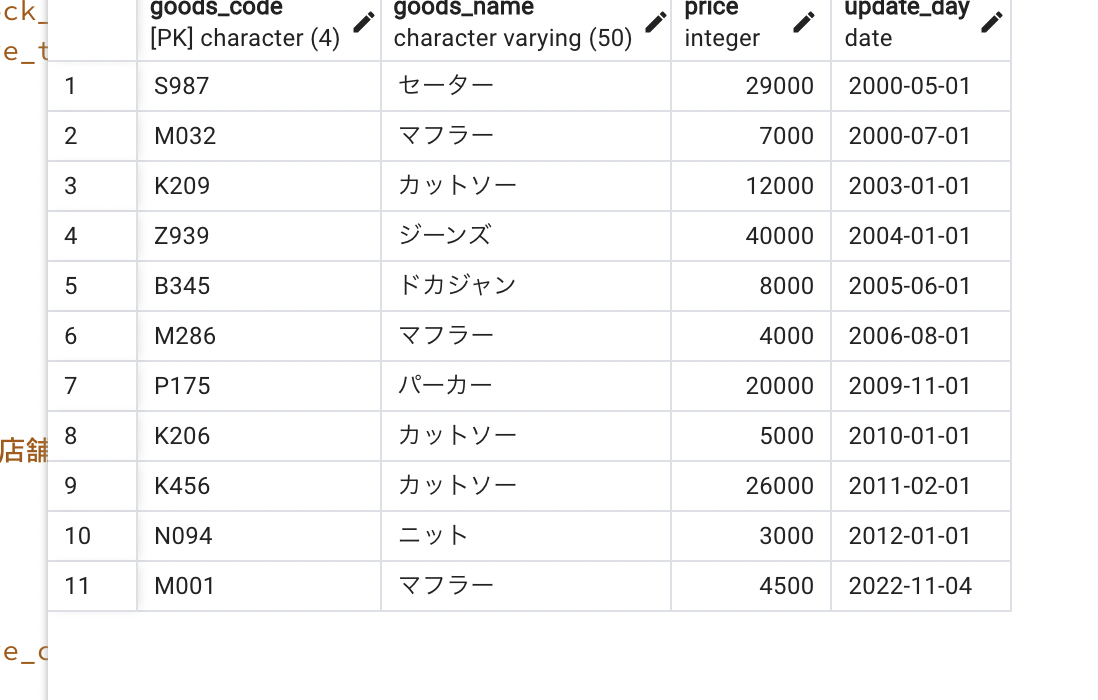 goods_code goods_name price update_day
[PK] character (4) character varying (50) integer date
1 S987 セーター 29000 2000-05-01
2 M032 マフラー 7000 2000-07-01
3 K209 カットソー 12000 2003-01-01
4 Z939 ジーンズ 40000 2004-01-01
5 B345 ドカジャン 8000 2005-06-01
6 M286 マフラー 4000 2006-08-01
7 P175 パーカー 20000 2009-11-01
8 K206 カットソー 5000 2010-01-01
9 K456 カットソー 26000 2011-02-01
10 N094 ニット 3000 2012-01-01
11 M001 マフラー 4500 2022-11-04
ck_
e_t
店舗
e_c